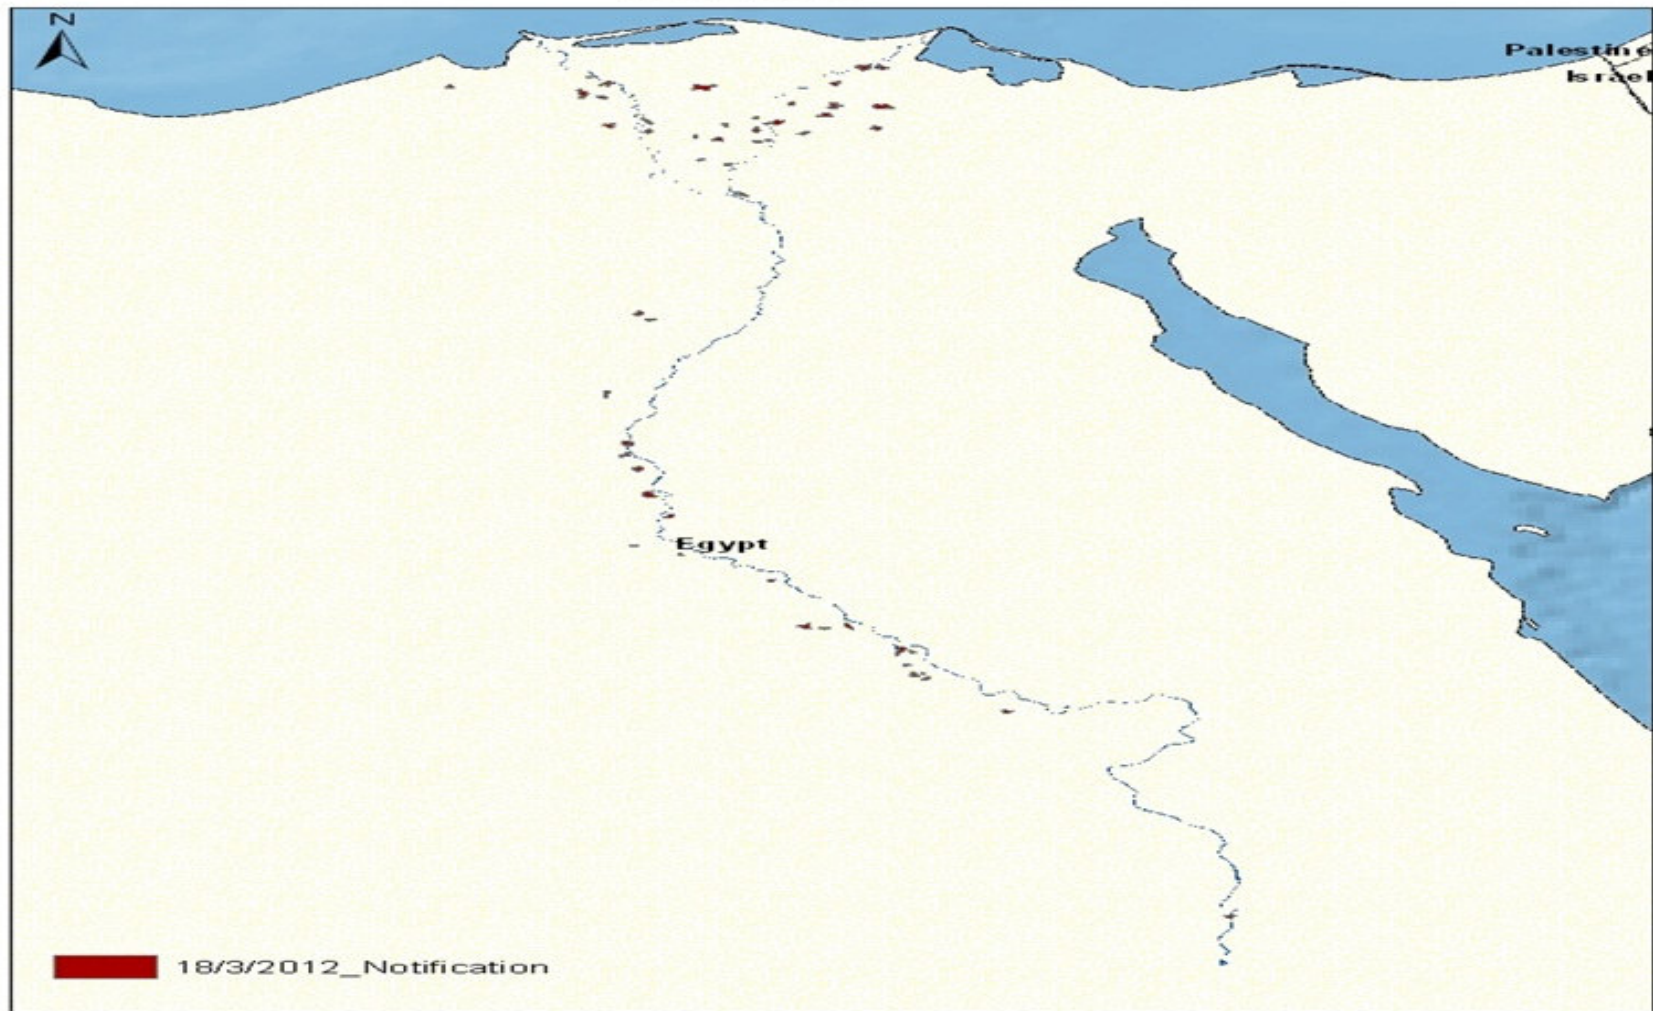 N
Palestine
Israel
Egypt
18/3/2012_Notification